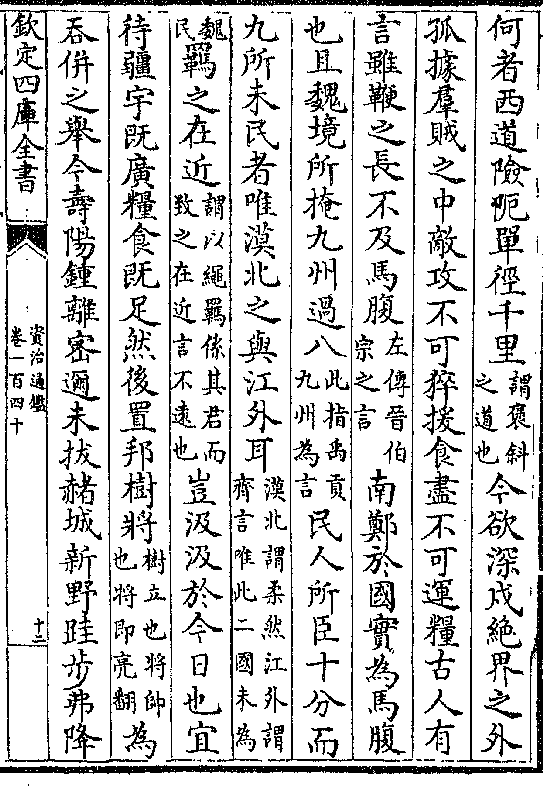 何者西道險阨單徑千里謂褒斜之道也今欲深戍絶界之外
孤據羣賊之中敵攻不可猝援食盡不可運糧古人有
言雖鞭之長不及馬腹左傳晉伯宗之言南鄭於國實為馬腹
也且魏境所掩九州過八此指禹貢九州為言民人所臣十分而
九所未民者唯漠北之與江外耳漠北謂柔然江外謂齊言唯此二國未為
魏民羈之在近謂以繩羈係其君而致之在近言不遠也豈汲汲於今日也宜
待疆宇既廣糧食既足然後置邦樹將樹立也將帥也將即亮翻為
吞併之舉今壽陽鍾離密邇未拔赭城新野跬步弗降
欽定四庫全書
資治通鑑
卷一百四十
十二